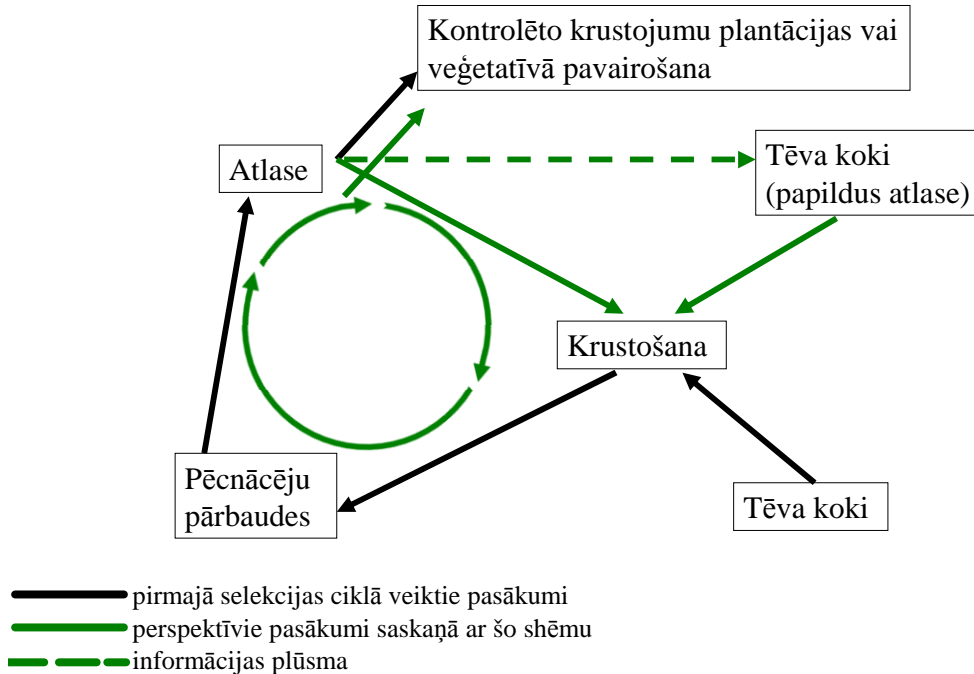 Kontrolēto krustojumu plantācijas vai
veģetatīvā pavairošana
Atlase
Tēva koki
(papildus atlase)
Krustošana
Pēcnācēju
pārbaudes
Tēva koki
pirmajā selekcijas ciklā veiktie pasākumi
perspektīvie pasākumi saskaņā ar šo shēmu
informācijas plūsma